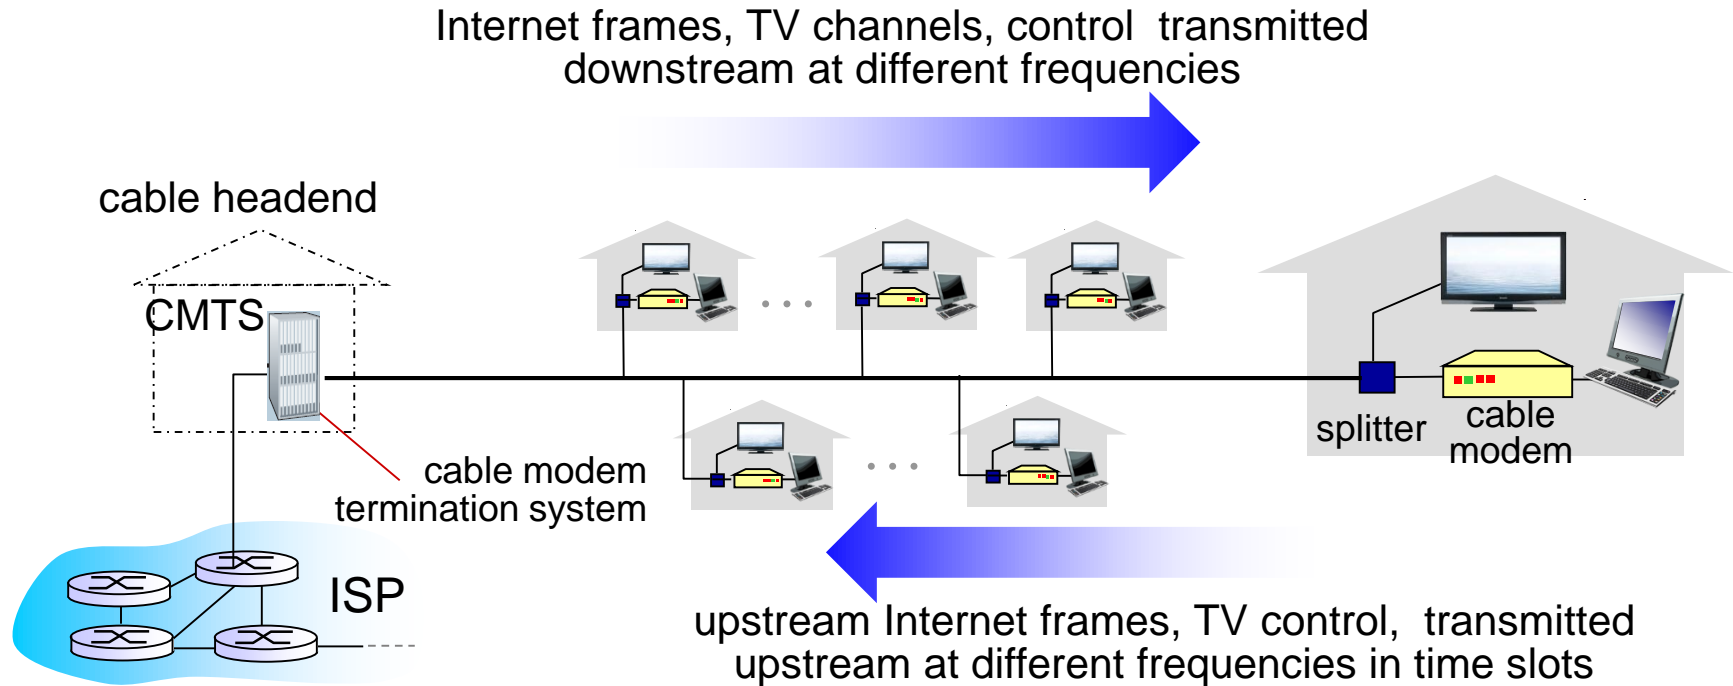 Internet frames, TV channels, control  transmitted
downstream at different frequencies
cable headend
CMTS
splitter
cable
modem
cable modem
termination system
ISP
upstream Internet frames, TV control,  transmitted
upstream at different frequencies in time slots